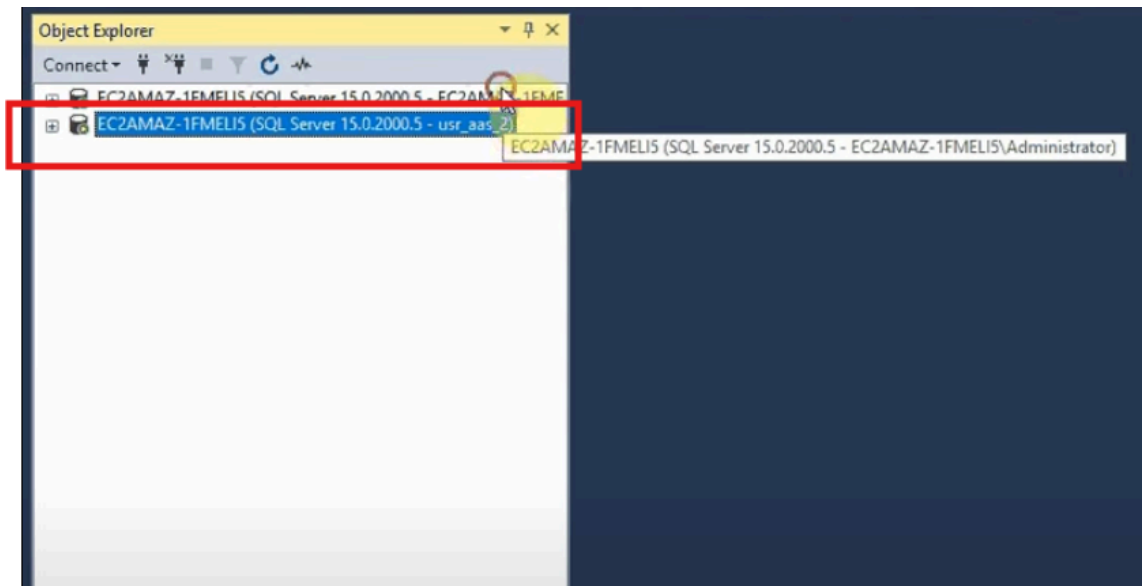 Object Explorer
Connect
EC2AMAZ-1FMELI5 (SQL Server 15.0.2000.5 - EC2AMAZ-1FME
EC2AMAZ-1FMELI5 (SQL Server 15.0.2000.5 - usr_aas_2)
EC2AMAZ-1FMELI5 (SQL Server 15.0.2000.5 - EC2AMAZ-1FMELI5\Administrator)